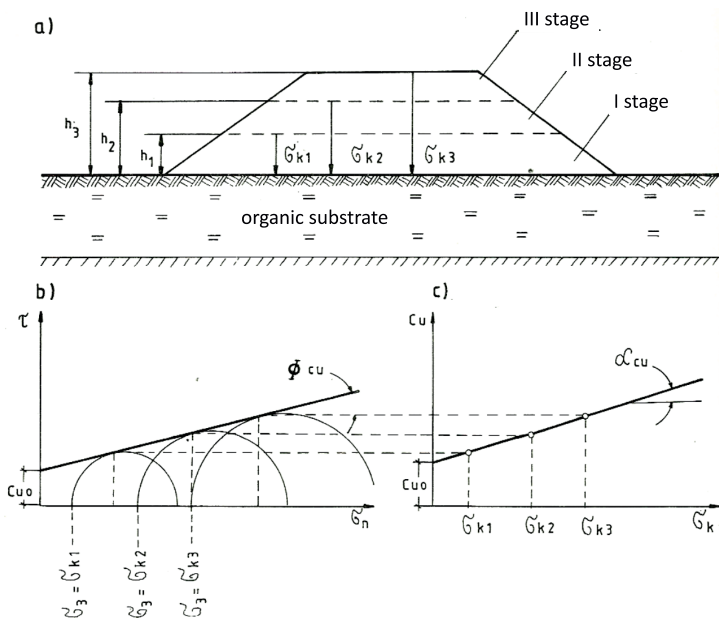 a)
III stage
II stage
I stage
h3
h2
h1
σk1
σk2
σk3
organic substrate
b)
τ
Φcu
Cuo
σn
σ3 = σk1
σ3 = σk2
σ3 = σk3
c)
Cu
αcu
Cuo
σk1
σk2
σk3
σk